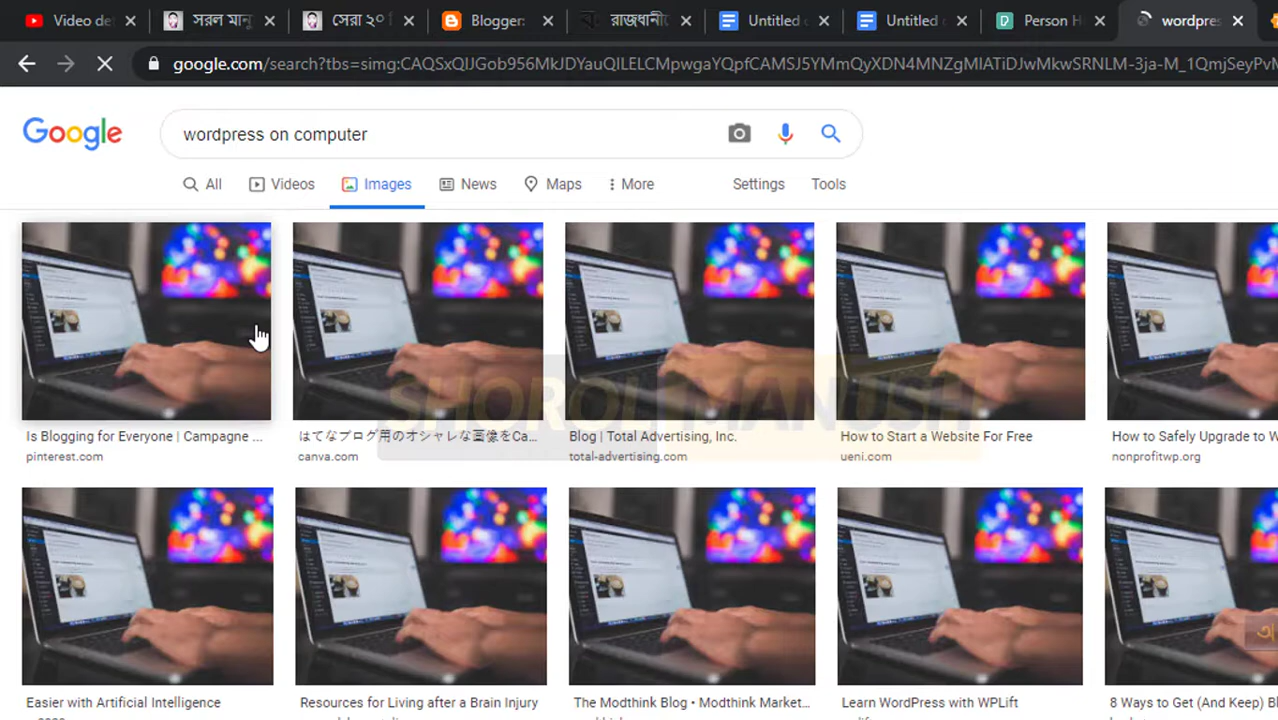 Video de
সরল মানু
সেরা ২০
Blogger:
রাজধানী
Untitled
Untitled
Person H
wordpres
google.com/search?tbs=simg:CAQSxQIJGob956MkJDYauQILELCMpwgaYQpfCAMSJ5YMmQyXDN4MNZgMlATiDJwMkwSRNLM-3ja-M_1QmjSeyPvM
Google
wordpress on computer
All
Videos
Images
News
Maps
More
Settings
Tools
SHOROL MANUSH
Is Blogging for Everyone | Campagne ...
pinterest.com
はてなブログ用のオシャレな画像をCa...
canva.com
Blog | Total Advertising, Inc.
total-advertising.com
How to Start a Website For Free
ueni.com
How to Safely Upgrade to W
nonprofitwp.org
Easier with Artificial Intelligence
Resources for Living after a Brain Injury
The Modthink Blog • Modthink Market...
Learn WordPress with WPLift
8 Ways to Get (And Keep) B